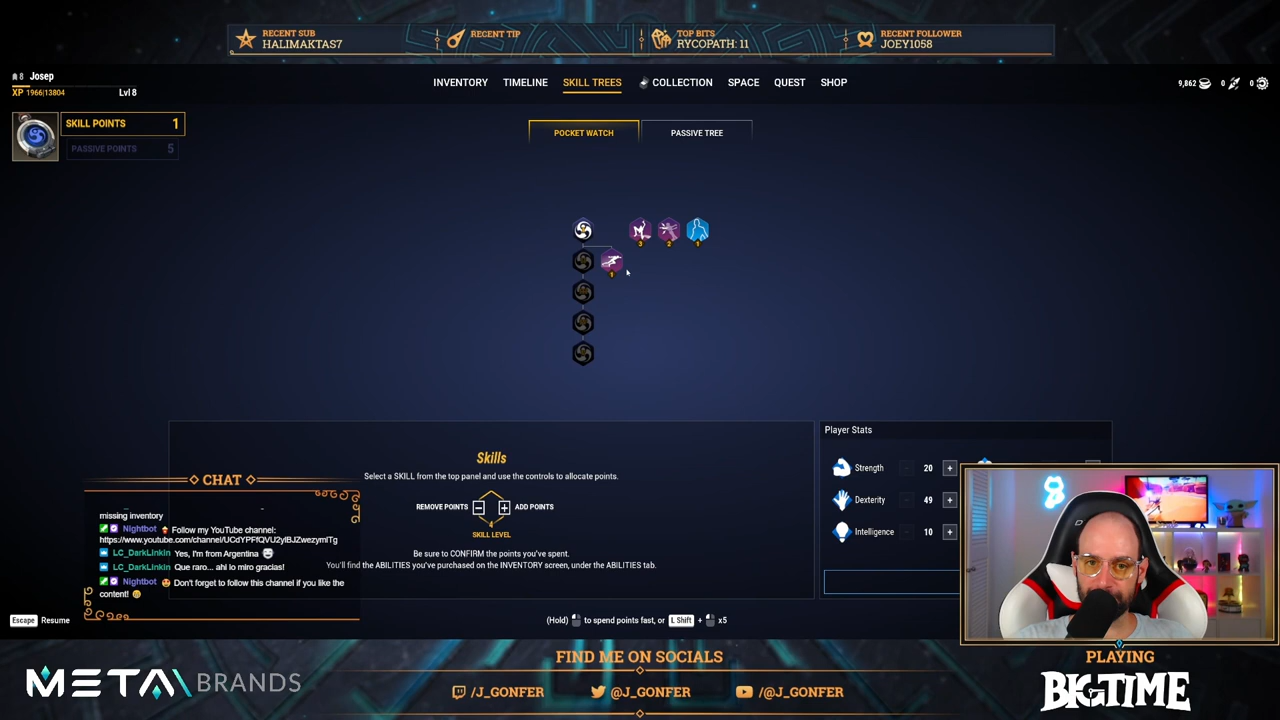 RECENT SUB
HALIMAKTAS7
RECENT TIP
TOP BITS
RYCOPATH: 11
RECENT FOLLOWER
JOEY1058
8 Josep
XP 1966|13804
Lvl 8
INVENTORY
TIMELINE
SKILL TREES
COLLECTION
SPACE
QUEST
SHOP
9,862
0
0
SKILL POINTS 1
PASSIVE POINTS 5
POCKET WATCH
PASSIVE TREE
3
2
1
1
Skills
Select a SKILL from the top panel and use the controls to allocate points.
REMOVE POINTS
ADD POINTS
SKILL LEVEL
Be sure to CONFIRM the points you've spent.
You'll find the ABILITIES you've purchased on the INVENTORY screen, under the ABILITIES tab.
Player Stats
Strength - 20 +
Dexterity - 49 +
Intelligence - 10 +
CHAT
missing inventory
Nightbot Follow my YouTube channel:
LC_DarkLinkin Yes, I'm from Argentina
LC_DarkLinkin Que raro... ahi lo miro gracias!
Nightbot Don't forget to follow this channel if you like the
content!
Escape Resume
(Hold) to spend points fast, or L Shift + x5
META BRANDS
FIND ME ON SOCIALS
/J_GONFER
@J_GONFER
/@J_GONFER
PLAYING
BIGTIME